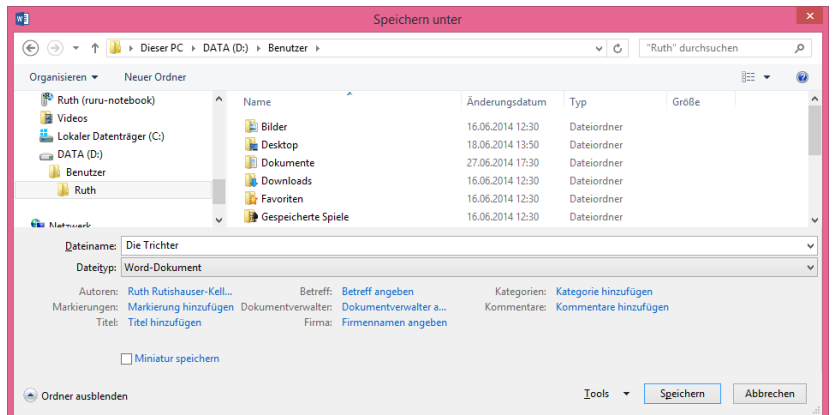 Speichern unter
Dieser PC ▸ DATA (D:) ▸ Benutzer ▸
"Ruth" durchsuchen
Organisieren Neuer Ordner
Ruth (ruru-notebook)
Videos
Lokaler Datenträger (C:)
DATA (D:)
Benutzer
Ruth
Netzwerk
Name Änderungsdatum Typ Größe
Bilder 16.06.2014 12:30 Dateiordner
Desktop 18.06.2014 13:50 Dateiordner
Dokumente 27.06.2014 17:30 Dateiordner
Downloads 16.06.2014 12:30 Dateiordner
Favoriten 16.06.2014 12:30 Dateiordner
Gespeicherte Spiele 16.06.2014 12:30 Dateiordner
Dateiname: Die Trichter
Dateityp: Word-Dokument
Autoren: Ruth Rutishauser-Kell... Betreff: Betreff angeben Kategorien: Kategorie hinzufügen
Markierungen: Markierung hinzufügen Dokumentverwalter: Dokumentverwalter a... Kommentare: Kommentare hinzufügen
Titel: Titel hinzufügen Firma: Firmennamen angeben
Miniatur speichern
Ordner ausblenden Tools Speichern Abbrechen